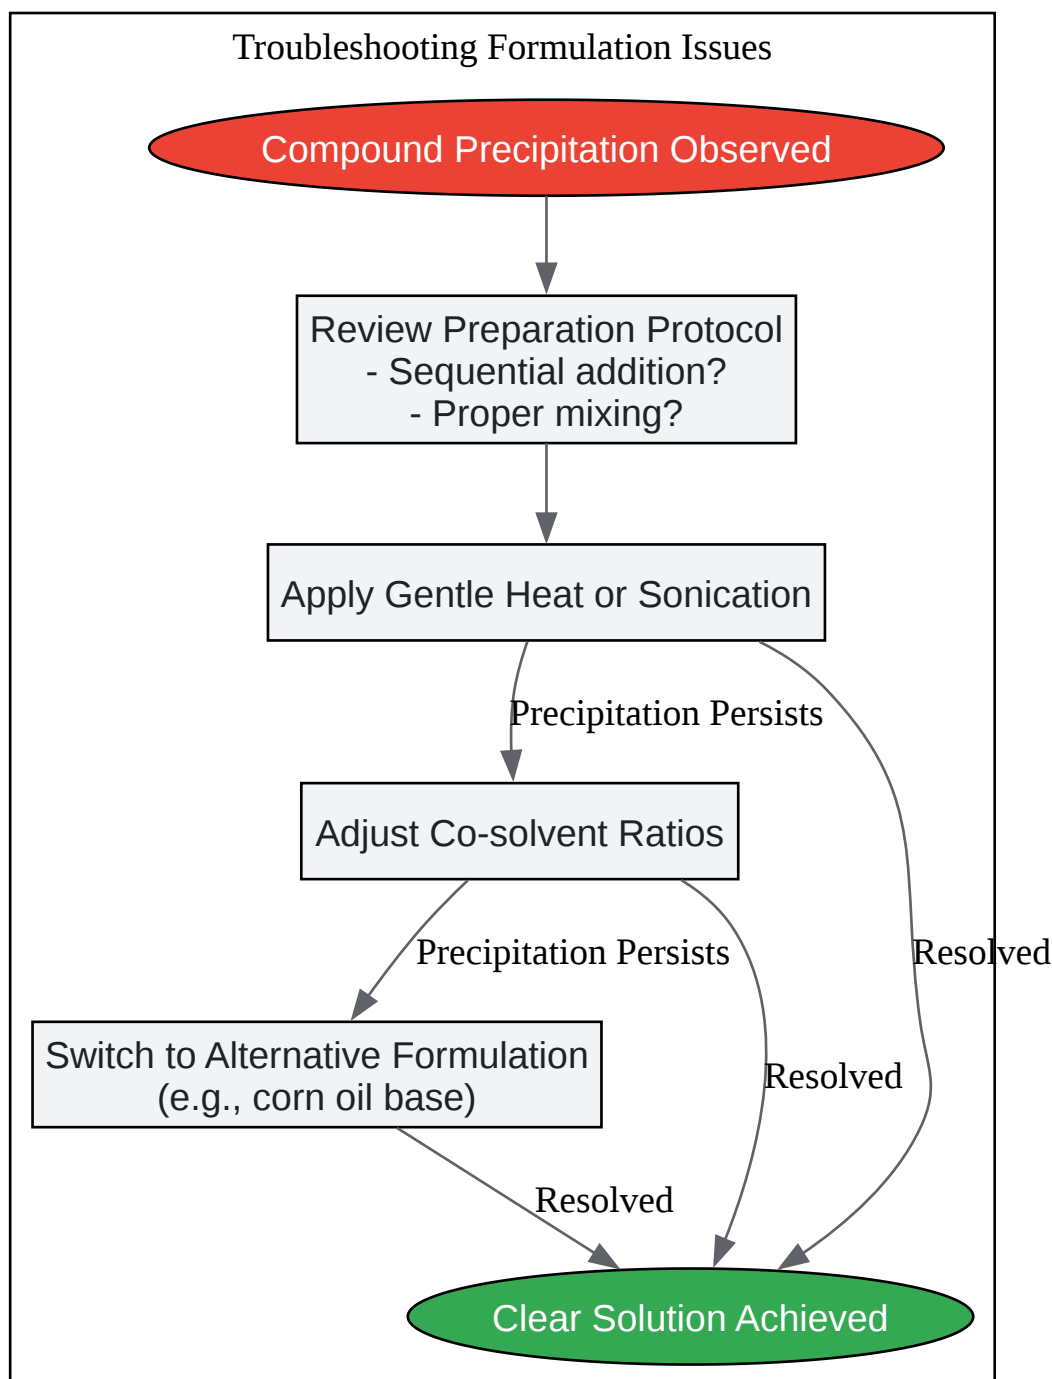 Troubleshooting Formulation Issues
Compound Precipitation Observed
Review Preparation Protocol
- Sequential addition?
- Proper mixing?
Apply Gentle Heat or Sonication
Precipitation Persists
Adjust Co-solvent Ratios
Precipitation Persists
Resolved
Switch to Alternative Formulation
(e.g., corn oil base)
Resolved
Resolved
Clear Solution Achieved